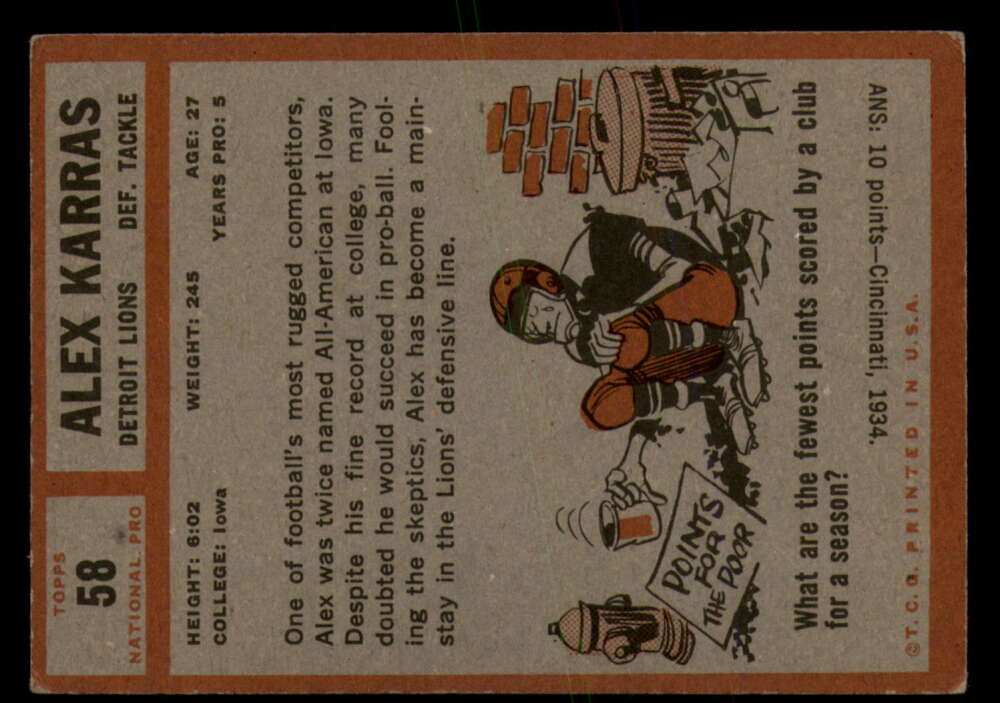 TOPPS
58
NATIONAL PRO
ALEX KARRAS
DETROIT LIONS DEF. TACKLE
HEIGHT: 6:02 WEIGHT: 245 AGE: 27
COLLEGE: Iowa YEARS PRO: 5
One of football's most rugged competitors,
Alex was twice named All-American at Iowa.
Despite his fine record at college, many
doubted he would succeed in pro-ball. Fool-
ing the skeptics, Alex has become a main-
stay in the Lions' defensive line.
POINTS
FOR
THE POOR
What are the fewest points scored by a club
for a season?
ANS: 10 points—Cincinnati, 1934.
©T. C. G. PRINTED IN U.S.A.